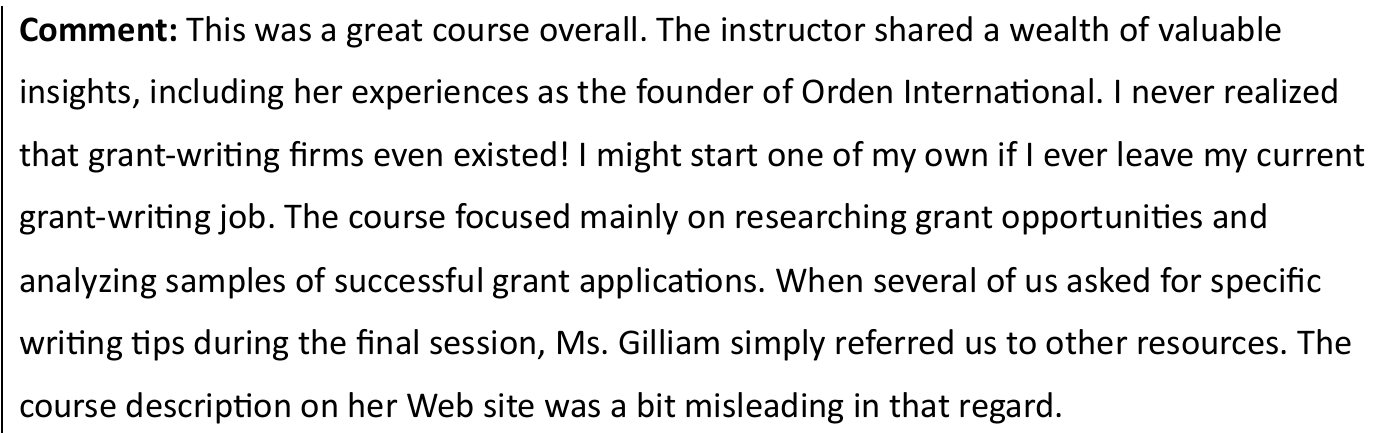 Comment: This was a great course overall. The instructor shared a wealth of valuable
insights, including her experiences as the founder of Orden International. I never realized
that grant-writing firms even existed! I might start one of my own if I ever leave my current
grant-writing job. The course focused mainly on researching grant opportunities and
analyzing samples of successful grant applications. When several of us asked for specific
writing tips during the final session, Ms. Gilliam simply referred us to other resources. The
course description on her Web site was a bit misleading in that regard.